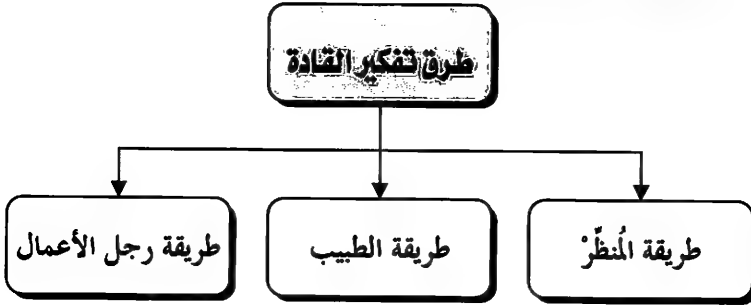 طرق تفكير القادة
طريقة المُنظِّرْ
طريقة الطبيب
طريقة رجل الأعمال